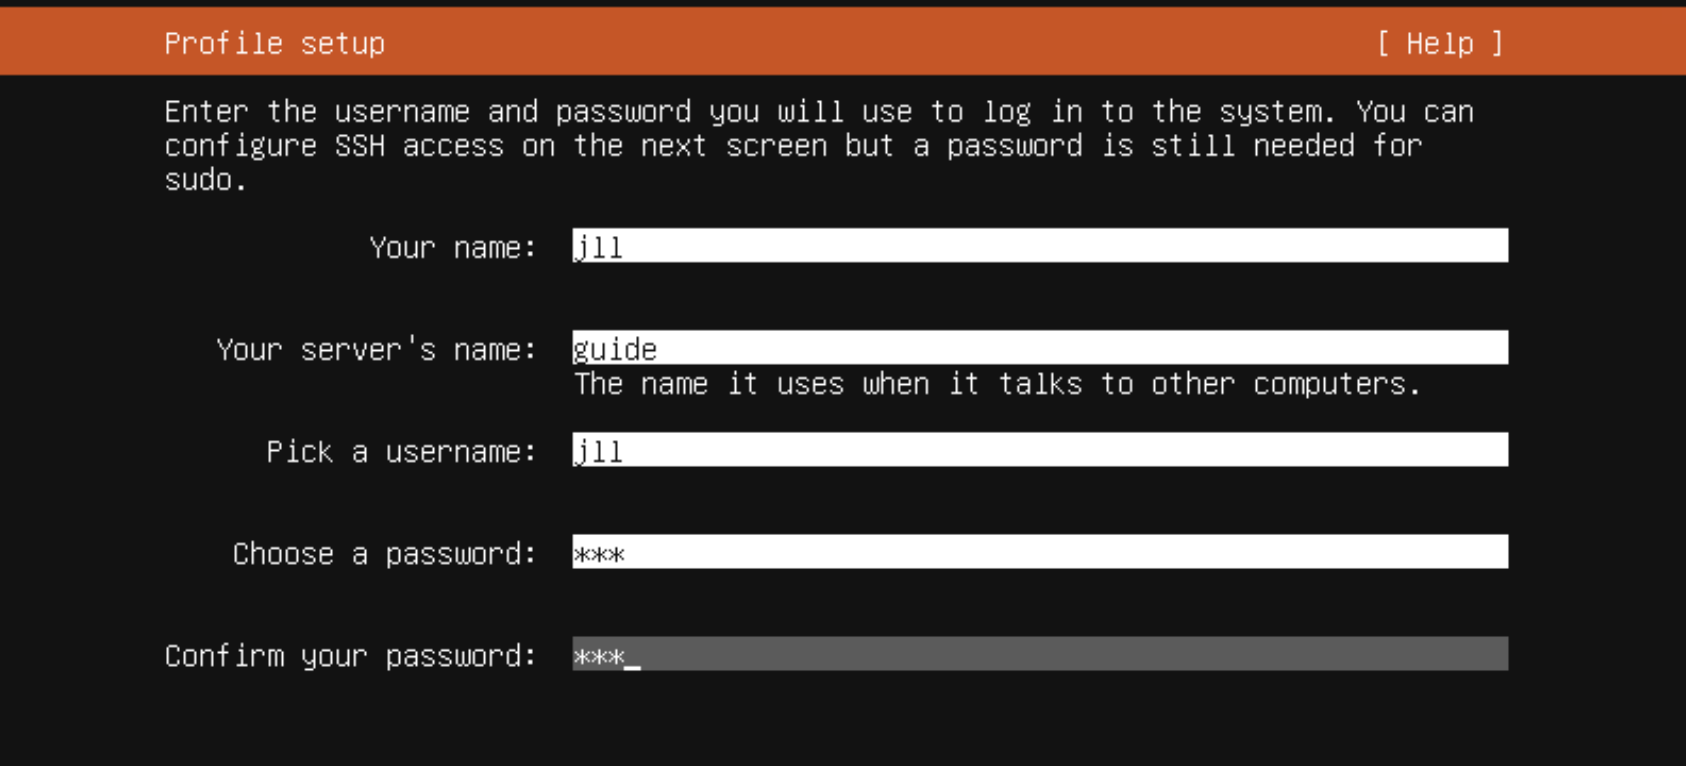 Profile setup [ Help ]
Enter the username and password you will use to log in to the system. You can
configure SSH access on the next screen but a password is still needed for
sudo.
Your name: jll
Your server's name: guide
The name it uses when it talks to other computers.
Pick a username: jll
Choose a password: ***
Confirm your password: ***_